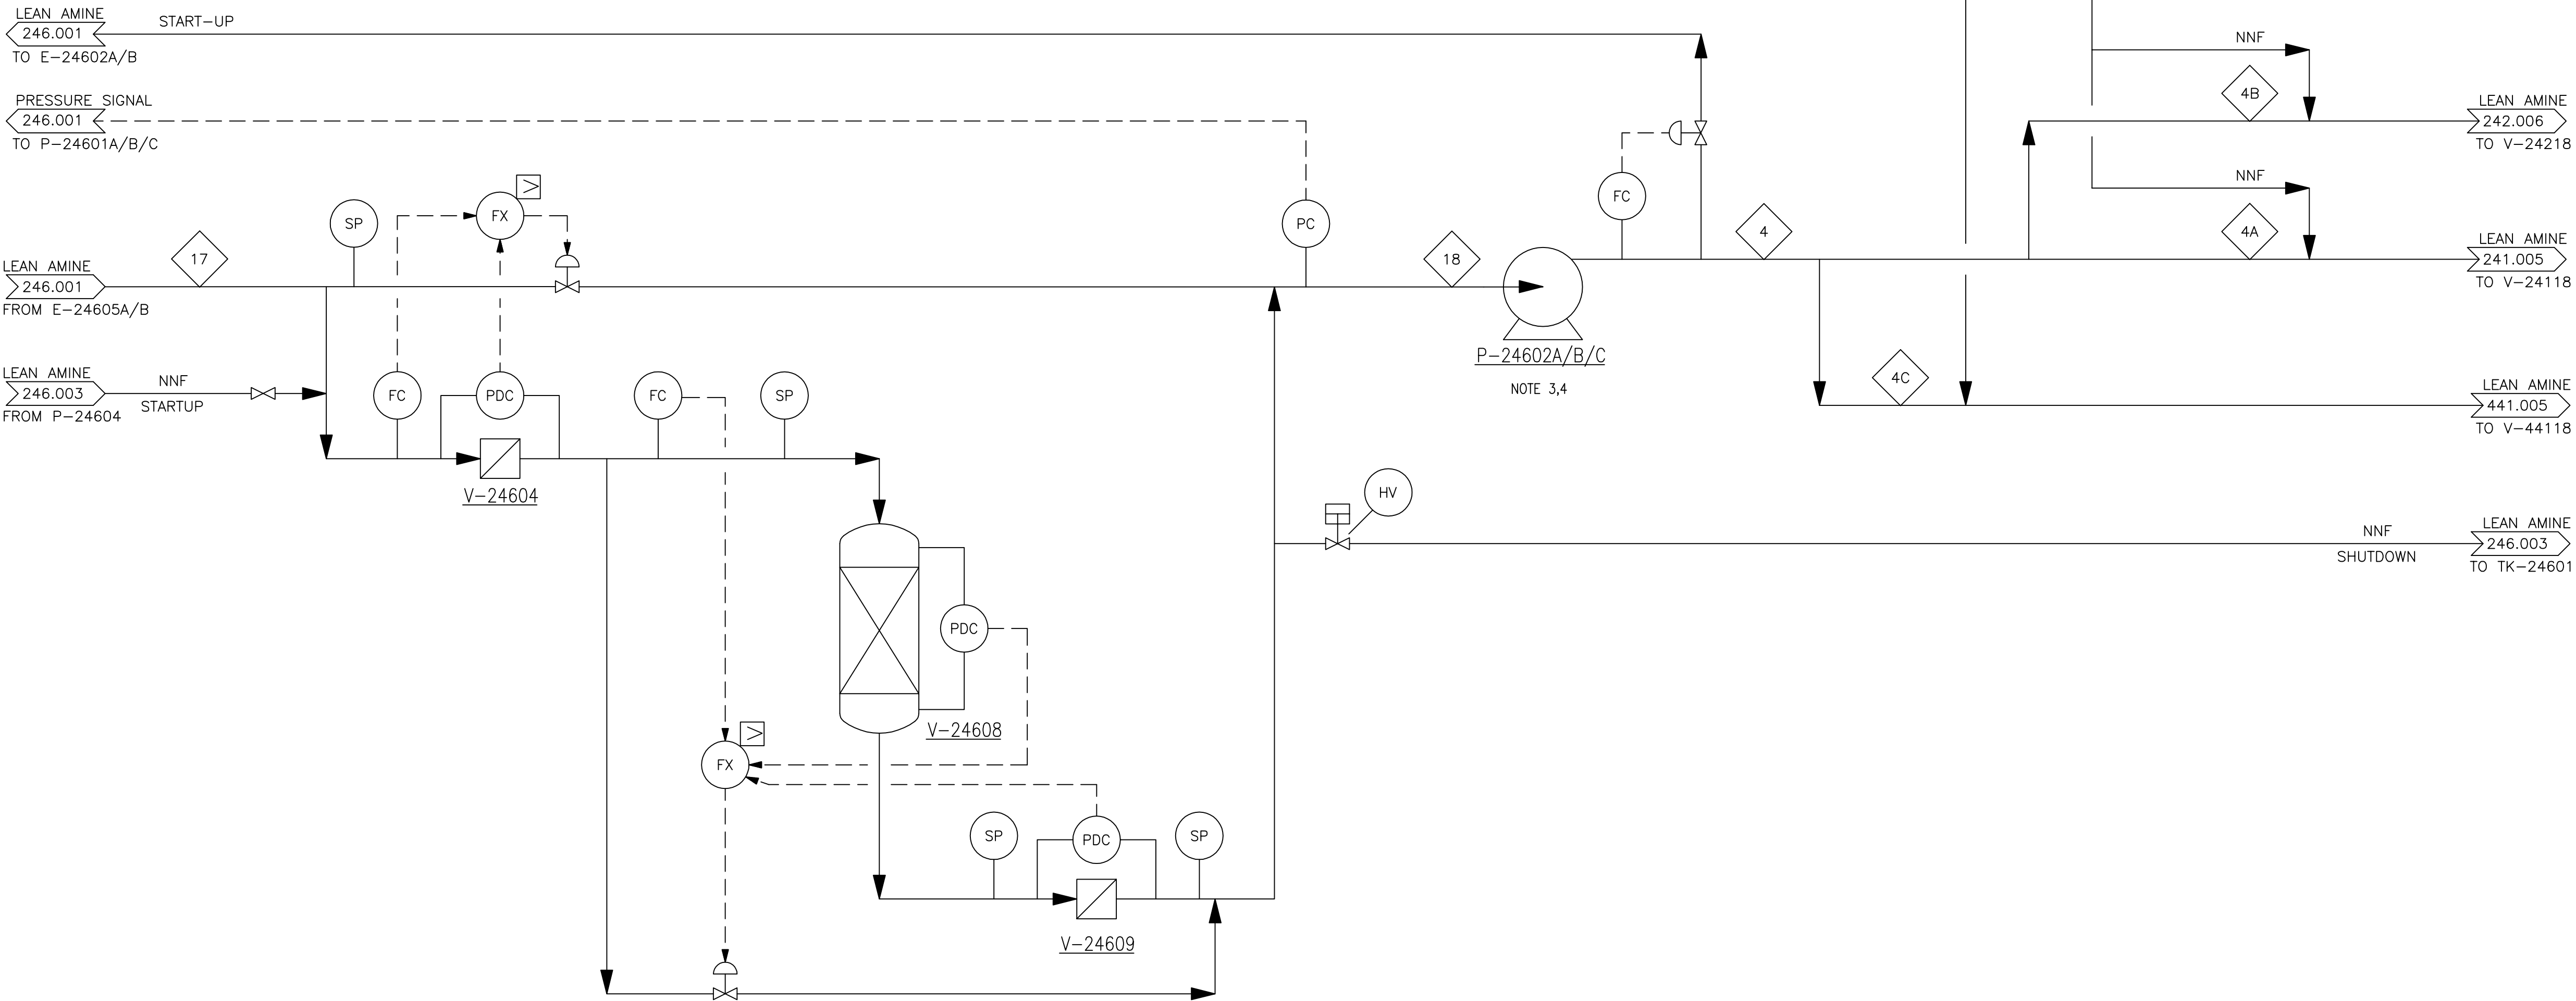 LEAN AMINE
246.001
TO E-24602A/B
START-UP
PRESSURE SIGNAL
246.001
TO P-24601A/B/C
NNF
4B
LEAN AMINE
242.006
TO V-24218
FX
>
SP
PC
FC
NNF
17
18
4
4A
LEAN AMINE
246.001
FROM E-24605A/B
LEAN AMINE
241.005
TO V-24118
P-24602A/B/C
NOTE 3,4
LEAN AMINE
246.003
FROM P-24604
NNF
STARTUP
FC
PDC
FC
SP
4C
LEAN AMINE
441.005
TO V-44118
V-24604
HV
NNF
SHUTDOWN
LEAN AMINE
246.003
TO TK-24601
PDC
V-24608
>
FX
SP
PDC
SP
V-24609